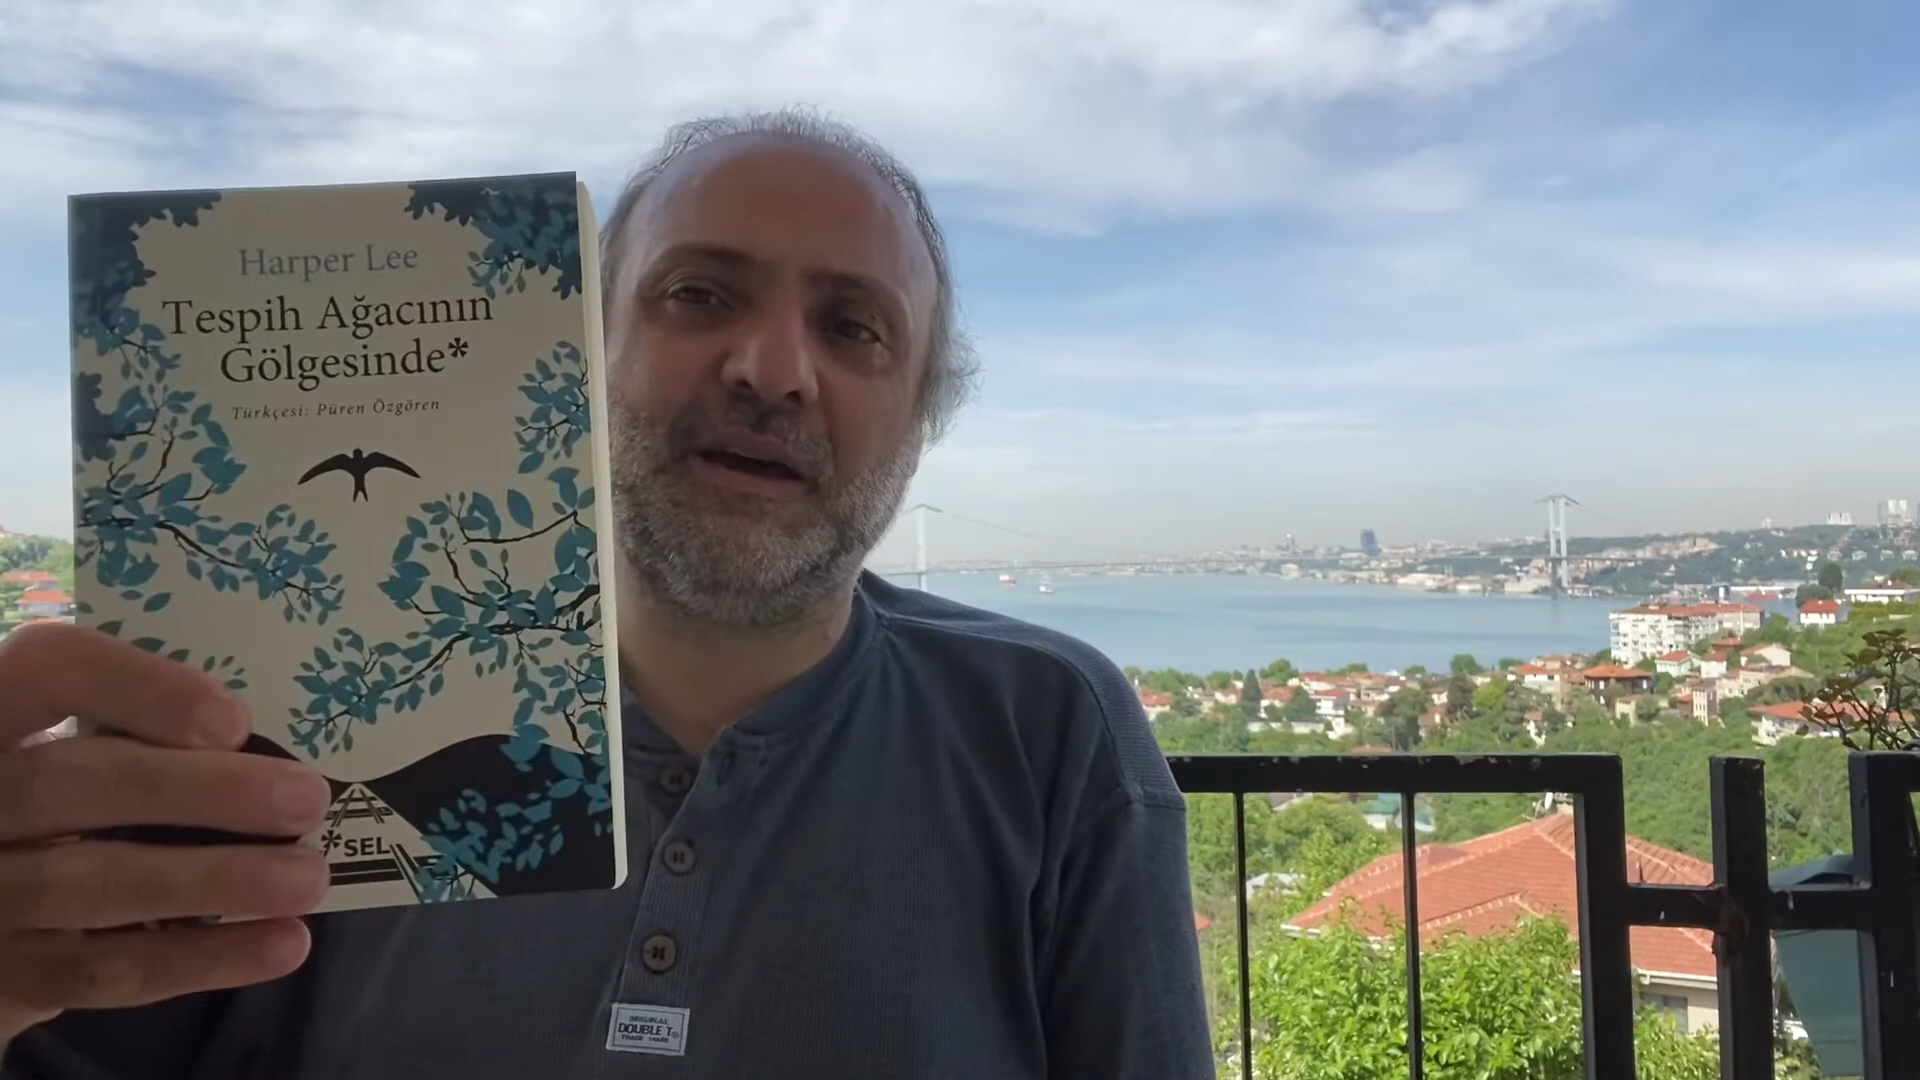 Harper Lee
Tespih Ağacının
Gölgesinde*
Türkçesi: Püren Özgören
*SEL
ORIGINAL
DOUBLE T®
TRADE MARK